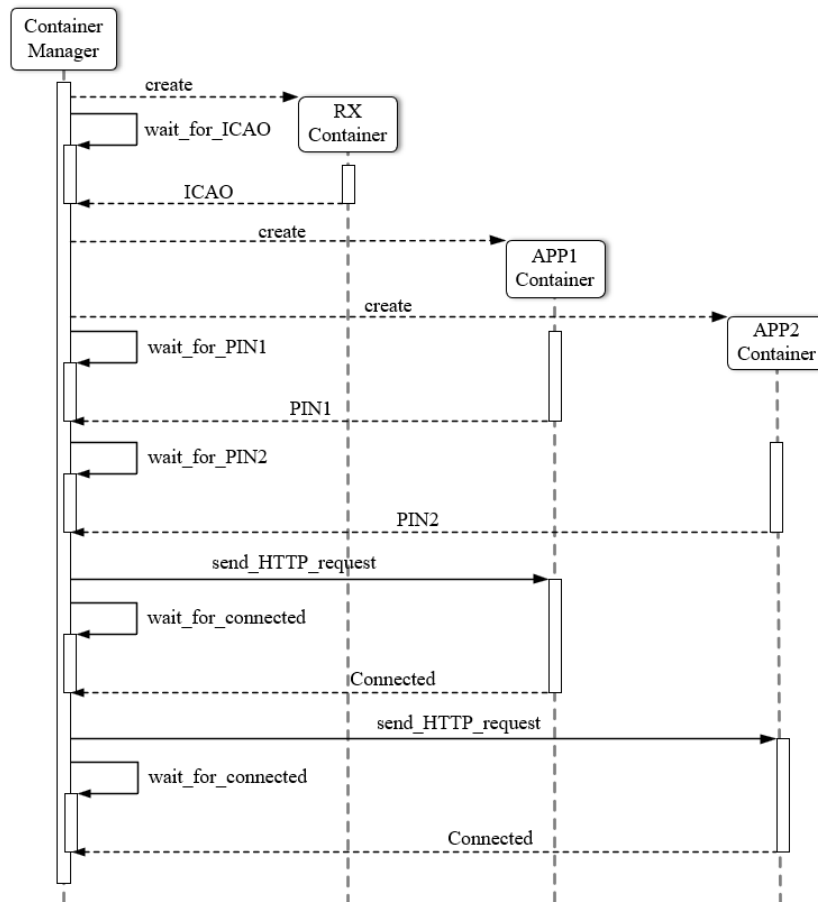 Container
Manager
create
RX
Container
wait_for_ICAO
ICAO
create
APP1
Container
create
APP2
Container
wait_for_PIN1
PIN1
wait_for_PIN2
PIN2
send_HTTP_request
wait_for_connected
Connected
send_HTTP_request
wait_for_connected
Connected